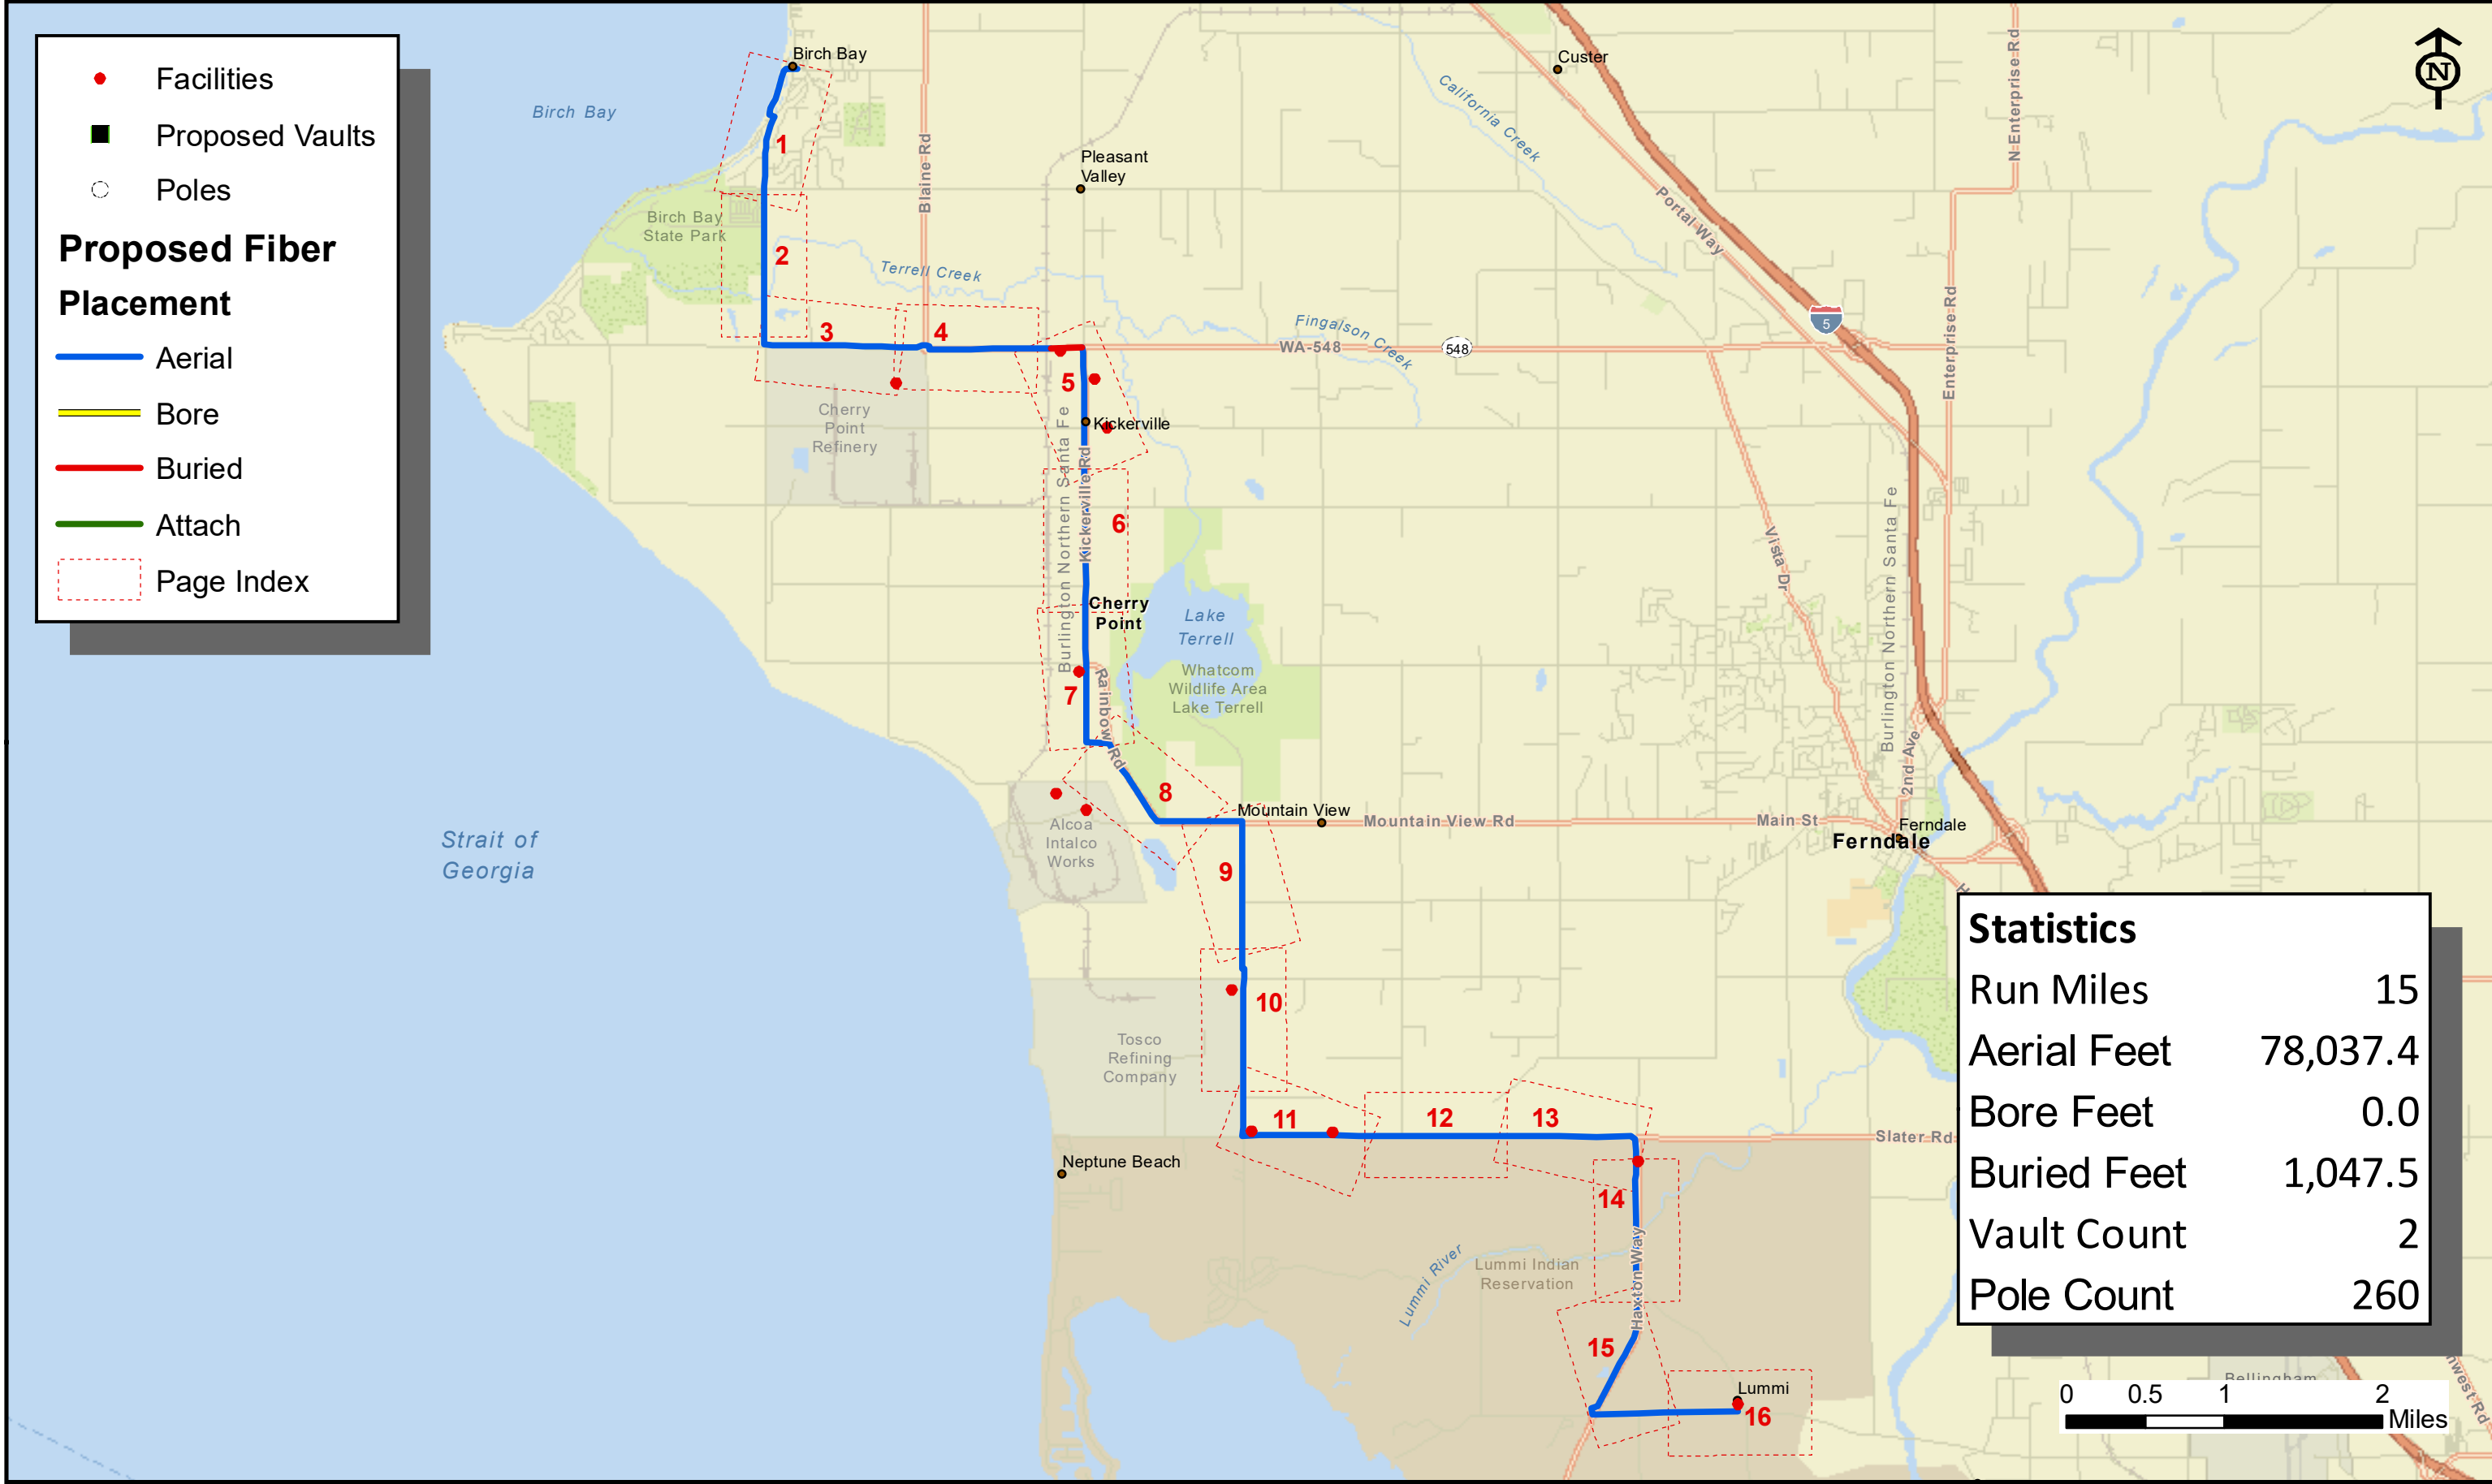 Facilities
Proposed Vaults
Poles
Proposed Fiber
Placement
Aerial
Bore
Buried
Attach
Page Index
Birch Bay
Birch Bay
Custer
N
California Creek
N Enterprise Rd
Blaine Rd
Pleasant
Valley
1
Portal Way
Birch Bay
State Park
2
Terrell Creek
Fingalson Creek
5
Enterprise Rd
3
4
WA-548
548
5
Cherry
Point
Refinery
Kickerville
Burlington Northern Santa Fe
Kickerville Rd
6
Vista Dr
Burlington Northern Santa Fe
Cherry
Point
Lake
Terrell
Whatcom
Wildlife Area
Lake Terrell
7
Rainbow Rd
8
2nd Ave
Mountain View
Mountain View Rd
Main St
Ferndale
Ferndale
Alcoa
Intalco
Works
Strait of
Georgia
9
H
10
Tosco
Refining
Company
11
12
13
Slater Rd
Neptune Beach
14
Haxton Way
Lummi River
Lummi Indian
Reservation
15
Lummi
16
Statistics
Run Miles 15
Aerial Feet 78,037.4
Bore Feet 0.0
Buried Feet 1,047.5
Vault Count 2
Pole Count 260
Bellingham
0 0.5 1 2
Miles